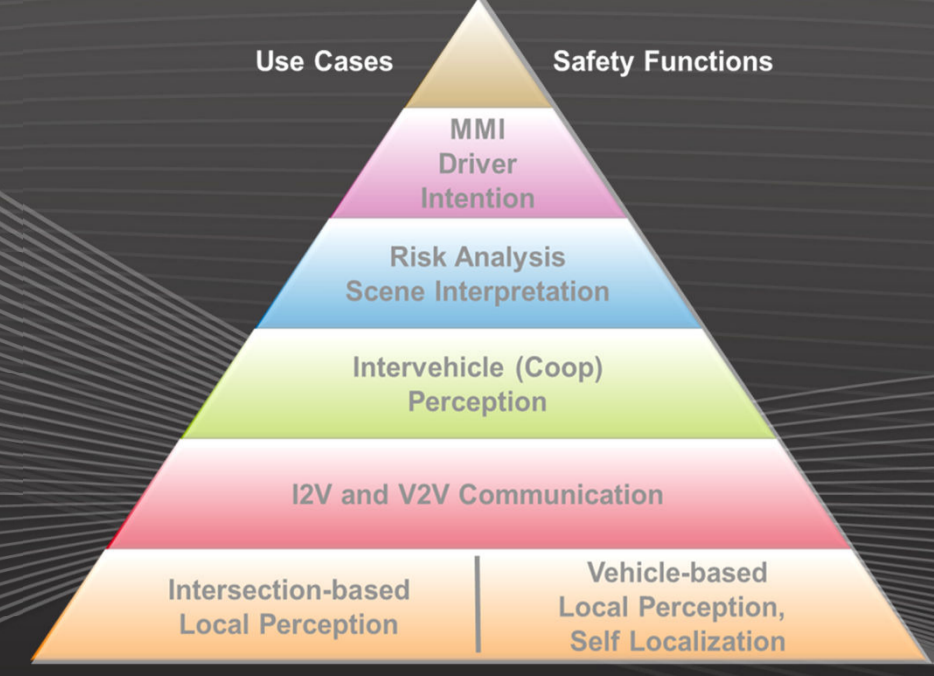 Use Cases
Safety Functions
MMI
Driver
Intention
Risk Analysis
Scene Interpretation
Intervehicle (Coop)
Perception
I2V and V2V Communication
Intersection-based
Local Perception
Vehicle-based
Local Perception,
Self Localization